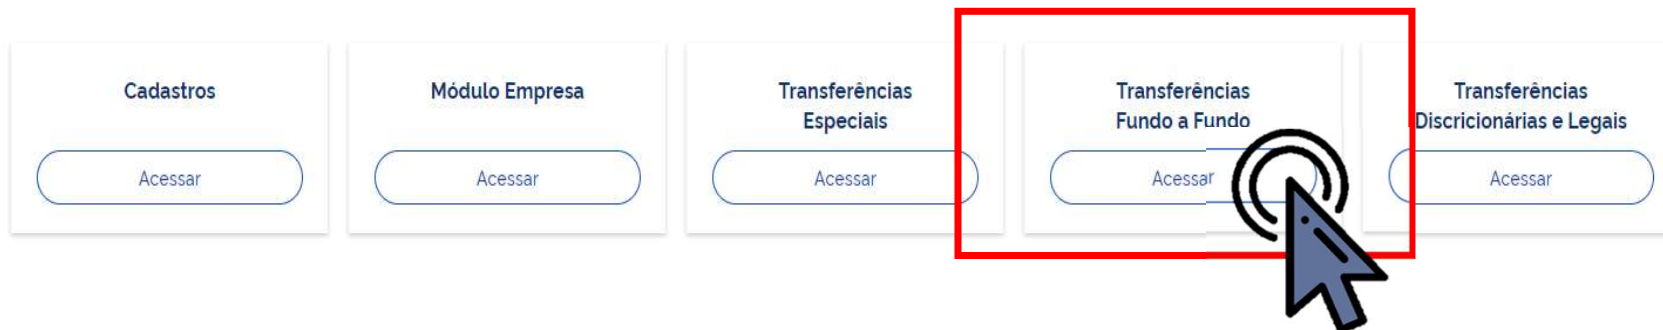 Cadastros
Acessar
Módulo Empresa
Acessar
Transferências
Especiais
Acessar
Transferências
Fundo a Fundo
Acessar
Transferências
Discricionárias e Legais
Acessar